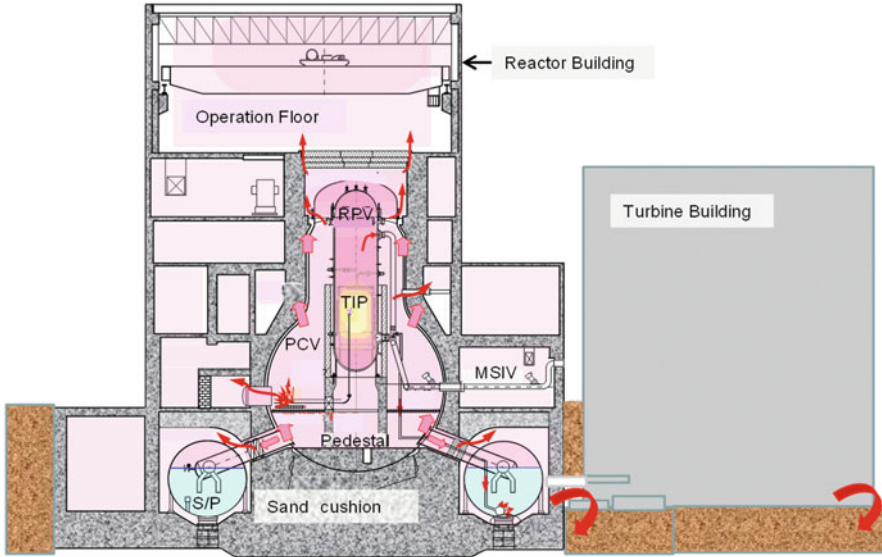 Reactor Building
Operation Floor
RPV
Turbine Building
TIP
PCV
MSIV
Pedestal
S/P
Sand cushion